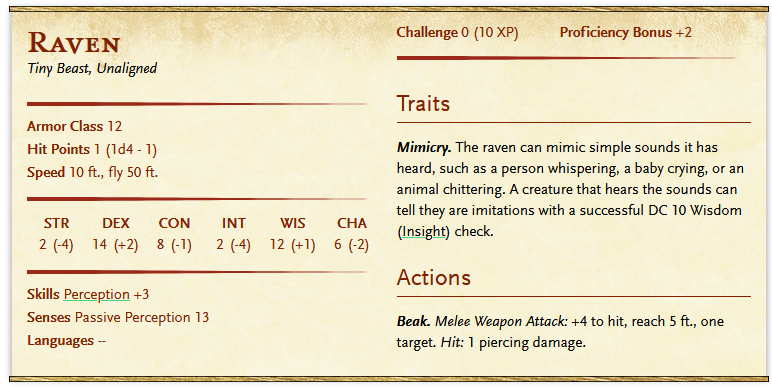 Raven
Tiny Beast, Unaligned
Armor Class 12
Hit Points 1 (1d4 - 1)
Speed 10 ft., fly 50 ft.
STR DEX CON INT WIS CHA
2 (-4) 14 (+2) 8 (-1) 2 (-4) 12 (+1) 6 (-2)
Skills Perception +3
Senses Passive Perception 13
Languages --
Challenge 0 (10 XP) Proficiency Bonus +2
Traits
Mimicry. The raven can mimic simple sounds it has
heard, such as a person whispering, a baby crying, or an
animal chittering. A creature that hears the sounds can
tell they are imitations with a successful DC 10 Wisdom
(Insight) check.
Actions
Beak. Melee Weapon Attack: +4 to hit, reach 5 ft., one
target. Hit: 1 piercing damage.